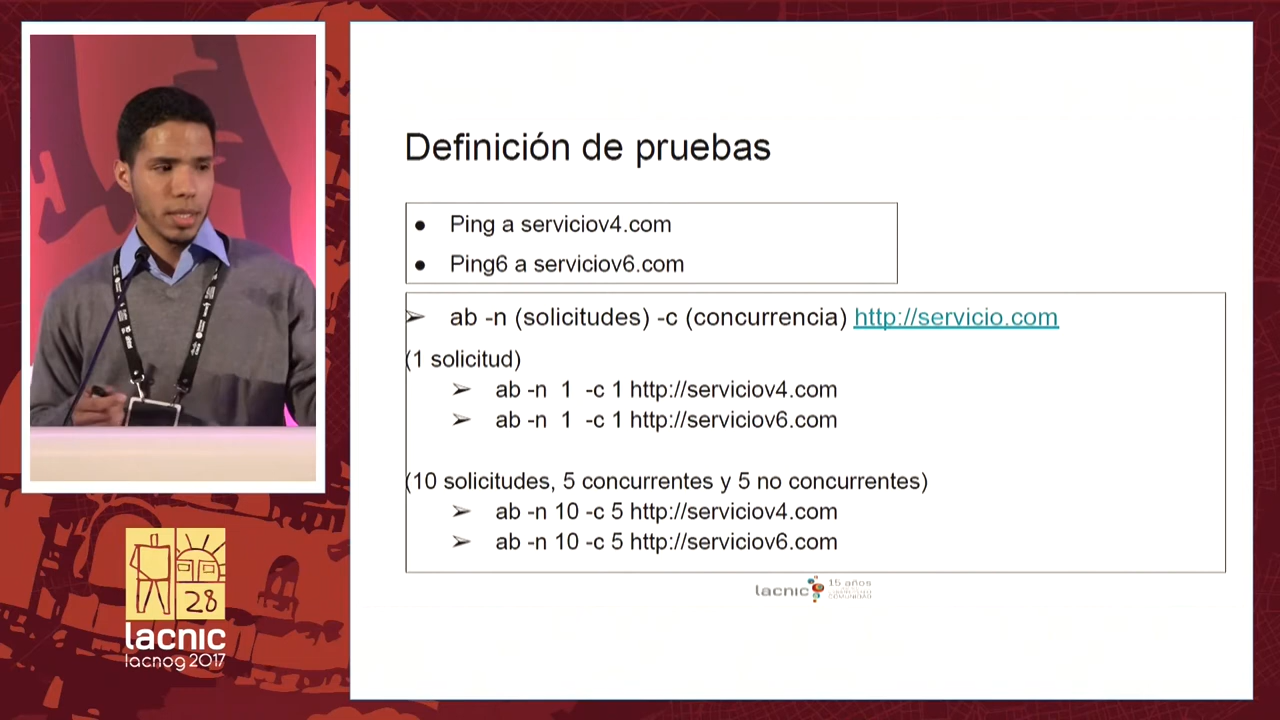 Definición de pruebas
● Ping a serviciov4.com
● Ping6 a serviciov6.com
➢ ab -n (solicitudes) -c (concurrencia) http://servicio.com
(1 solicitud)
➢ ab -n 1 -c 1 http://serviciov4.com
➢ ab -n 1 -c 1 http://serviciov6.com
(10 solicitudes, 5 concurrentes y 5 no concurrentes)
➢ ab -n 10 -c 5 http://serviciov4.com
➢ ab -n 10 -c 5 http://serviciov6.com
lacnic
15 años
28
lacnic
lacnog 2017